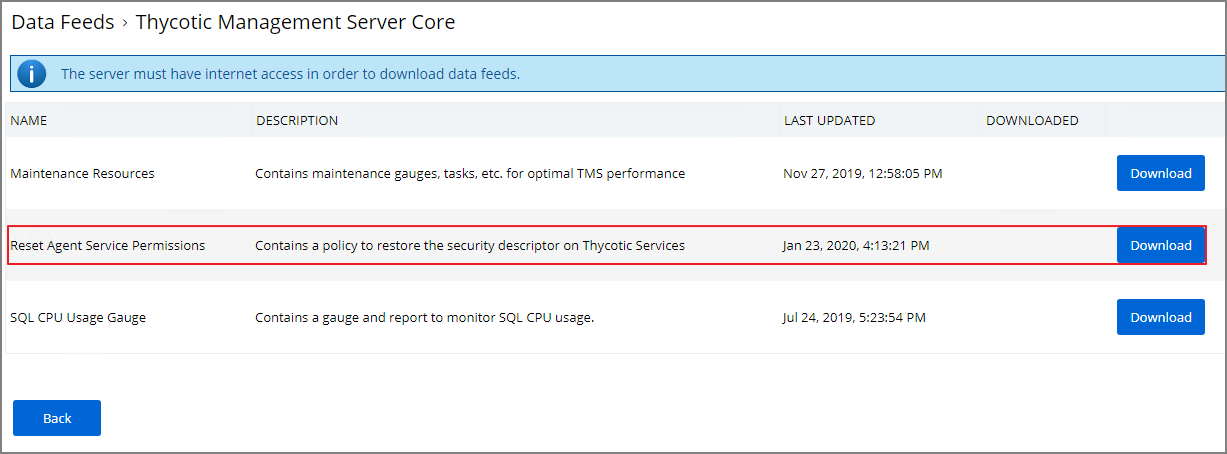 Data Feeds › Thycotic Management Server Core
i The server must have internet access in order to download data feeds.
NAME DESCRIPTION LAST UPDATED DOWNLOADED
Maintenance Resources Contains maintenance gauges, tasks, etc. for optimal TMS performance Nov 27, 2019, 12:58:05 PM Download
Reset Agent Service Permissions Contains a policy to restore the security descriptor on Thycotic Services Jan 23, 2020, 4:13:21 PM Download
SQL CPU Usage Gauge Contains a gauge and report to monitor SQL CPU usage. Jul 24, 2019, 5:23:54 PM Download
Back